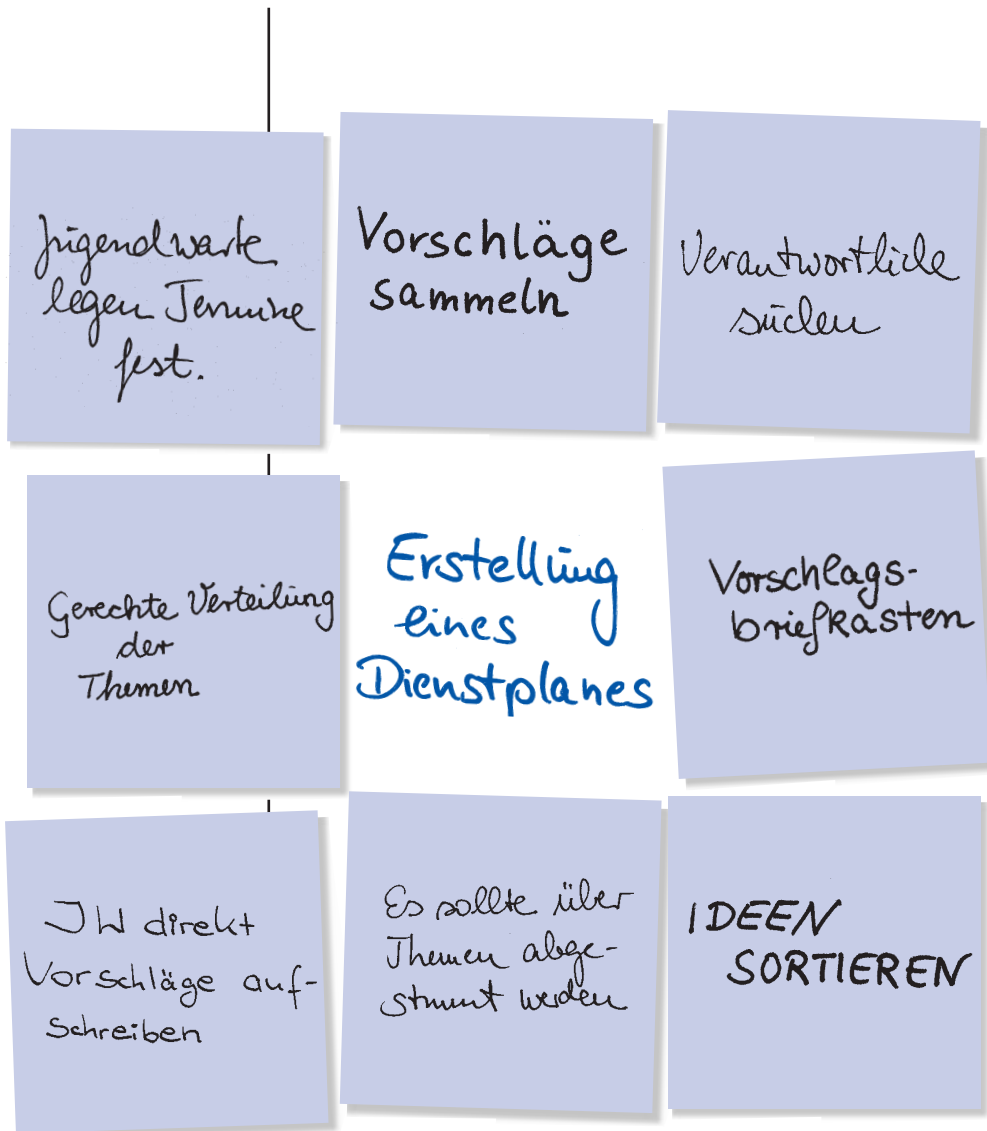 Jugendwarte
legen Termine
fest.
Vorschläge
sammeln
Verantwortliche
suchen
Gerechte Verteilung
der
Themen
Erstellung
eines
Dienstplanes
Vorschlags-
briefkasten
JW direkt
Vorschläge auf-
schreiben
Es sollte über
Themen abge-
stimmt werden
IDEEN
SORTIEREN